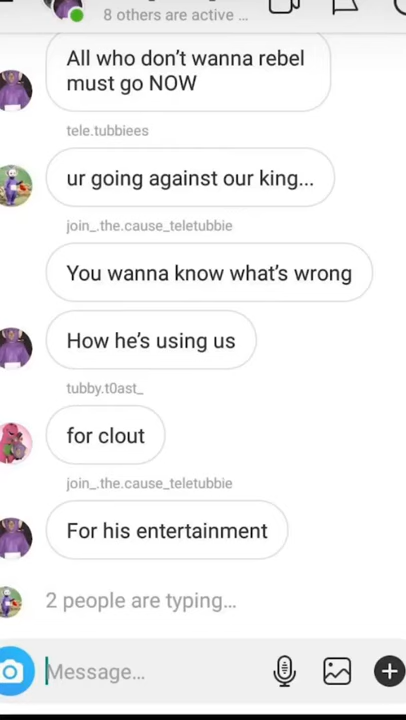 8 others are active ...
All who don't wanna rebel
must go NOW
tele.tubbiees
ur going against our king...
join_.the.cause_teletubbie
You wanna know what's wrong
How he's using us
tubby.t0ast_
for clout
join_.the.cause_teletubbie
For his entertainment
2 people are typing...
Message...